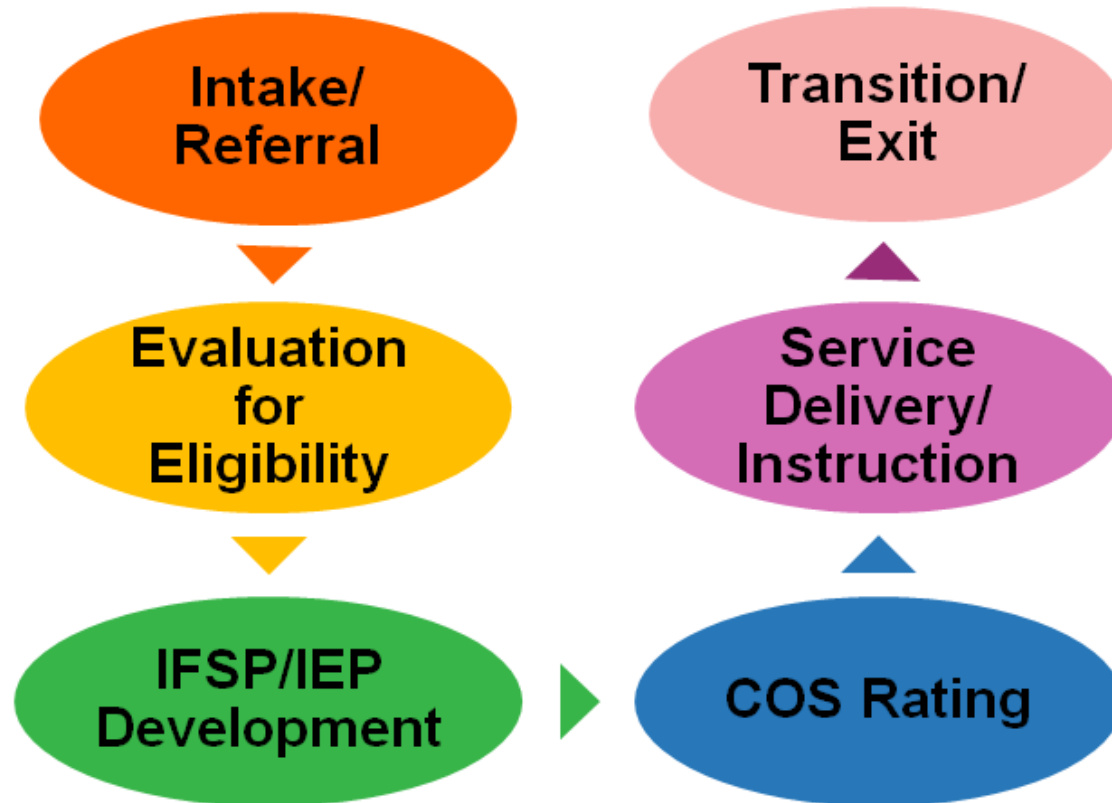 Intake/
Referral
Evaluation
for
Eligibility
IFSP/IEP
Development
COS Rating
Service
Delivery/
Instruction
Transition/
Exit